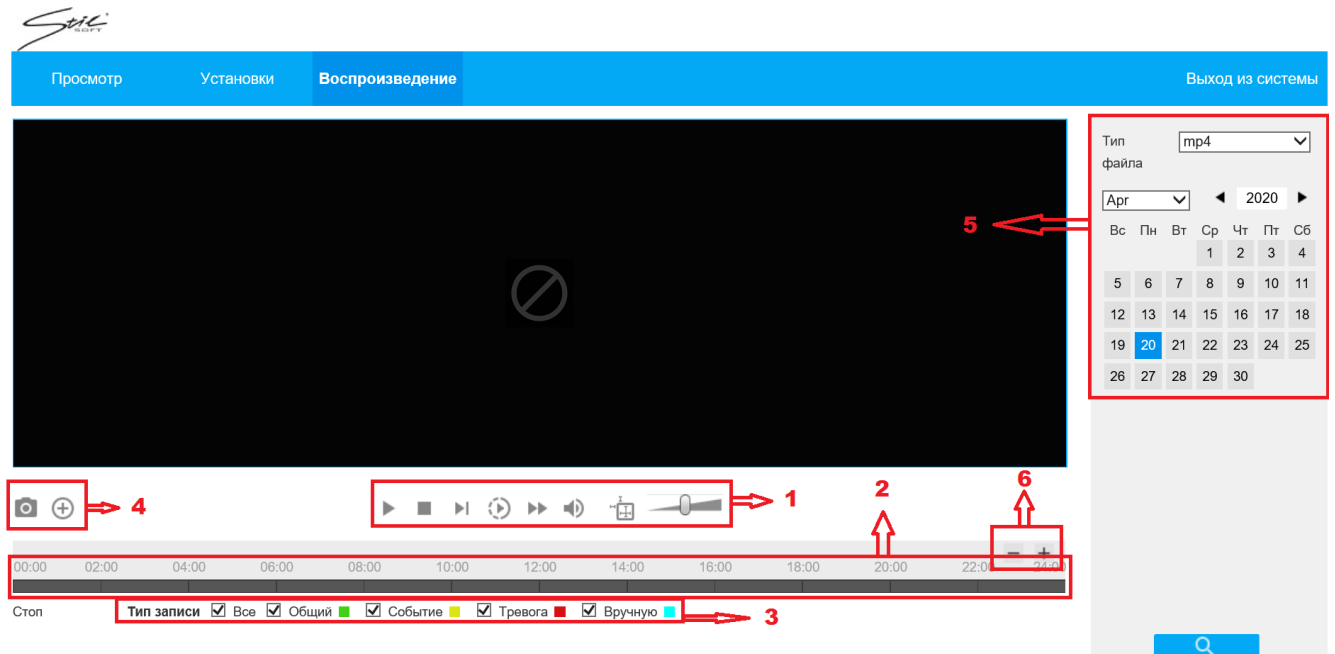 Stil
SOFT
Просмотр Установки Воспроизведение Выход из системы
Тип файла mp4
Apr 2020
Вс Пн Вт Ср Чт Пт Сб
1 2 3 4
5 6 7 8 9 10 11
12 13 14 15 16 17 18
19 20 21 22 23 24 25
26 27 28 29 30
5
4
1
2
6
00:00 02:00 04:00 06:00 08:00 10:00 12:00 14:00 16:00 18:00 20:00 22:00 24:00
Стоп Тип записи Все Общий Событие Тревога Вручную
3